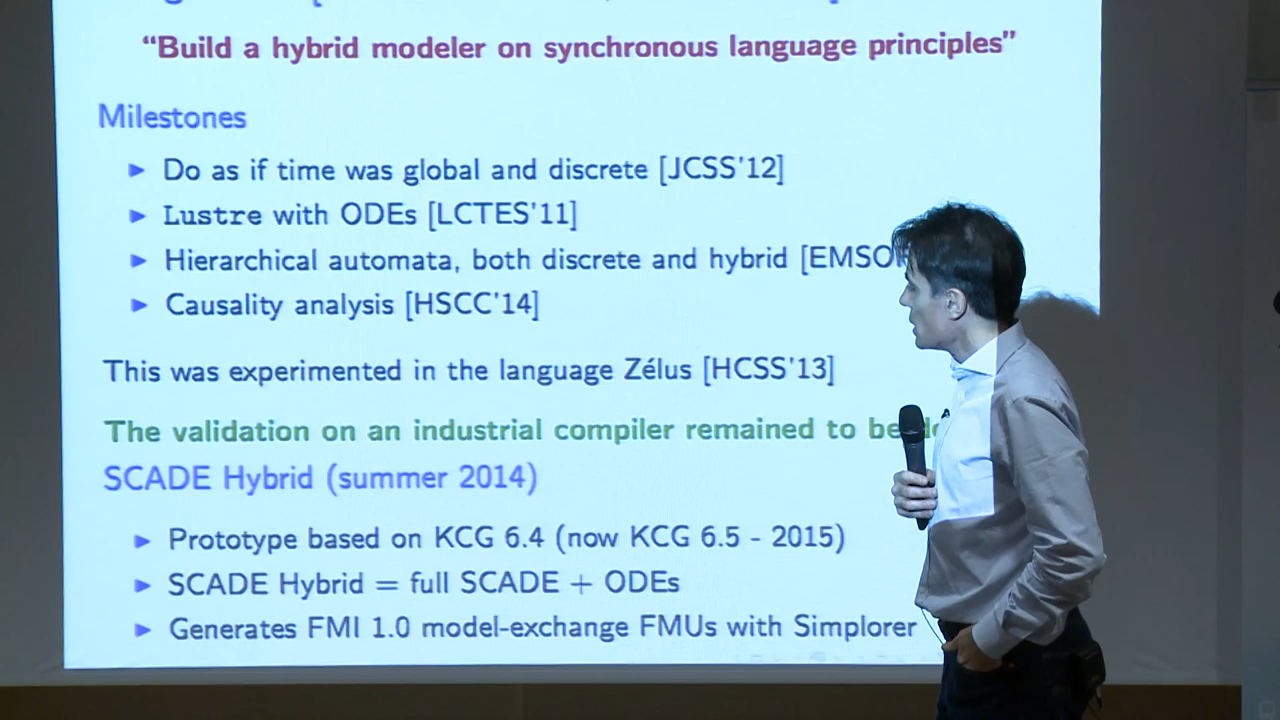 “Build a hybrid modeler on synchronous language principles”
Milestones
Do as if time was global and discrete [JCSS'12]
Lustre with ODEs [LCTES'11]
Hierarchical automata, both discrete and hybrid
Causality analysis [HSCC'14]
This was experimented in the language Zélus [HCSS'13]
The validation on an industrial compiler remained to be
SCADE Hybrid (summer 2014)
Prototype based on KCG 6.4 (now KCG 6.5 - 2015)
SCADE Hybrid = full SCADE + ODEs
Generates FMI 1.0 model-exchange FMUs with Simplorer